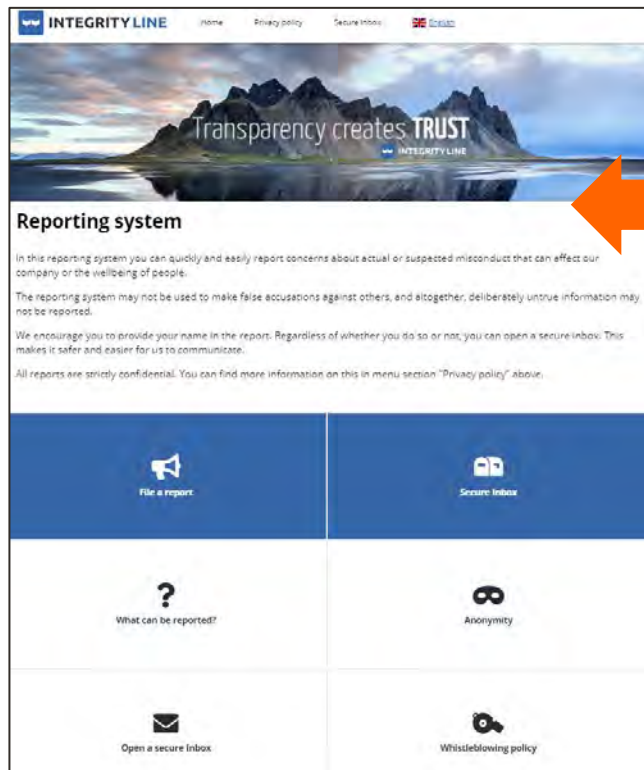 INTEGRITY LINE Home Privacy policy Secure Inbox English
Transparency creates TRUST
INTEGRITY LINE
Reporting system
In this reporting system you can quickly and easily report concerns about actual or suspected misconduct that can affect our
company or the wellbeing of people.
The reporting system may not be used to make false accusations against others, and altogether, deliberately untrue information may
not be reported.
We encourage you to provide your name in the report. Regardless of whether you do so or not, you can open a secure inbox. This
makes it safer and easier for us to communicate.
All reports are strictly confidential. You can find more information on this in menu section "Privacy policy" above.
File a report Secure Inbox
What can be reported? Anonymity
Open a secure Inbox Whistleblowing policy